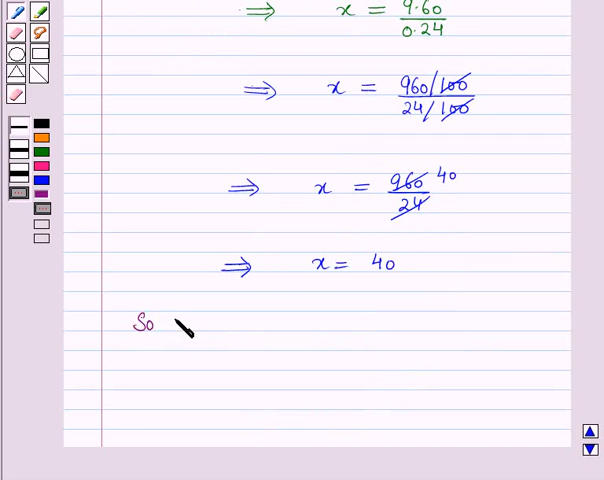 ⇒ x = 9.60/0.24
⇒ x = 960/100 / 24/100
⇒ x = 960/24 40
⇒ x = 40
So